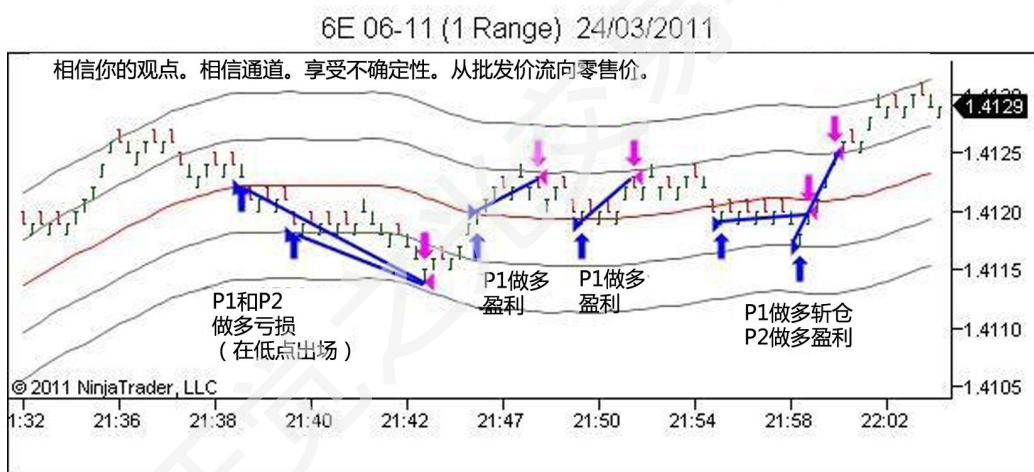 6E 06-11 (1 Range) 24/03/2011
相信你的观点。相信通道。享受不确定性。从批发价流向零售价。
1.4129
1.4125
1.4120
1.4115
1.4110
1.4105
P1和P2
做多亏损
（在低点出场）
P1做多
盈利
P1做多
盈利
P1做多斩仓
P2做多盈利
© 2011 NinjaTrader, LLC
1:32 21:36 21:38 21:40 21:42 21:47 21:50 21:54 21:58 22:02